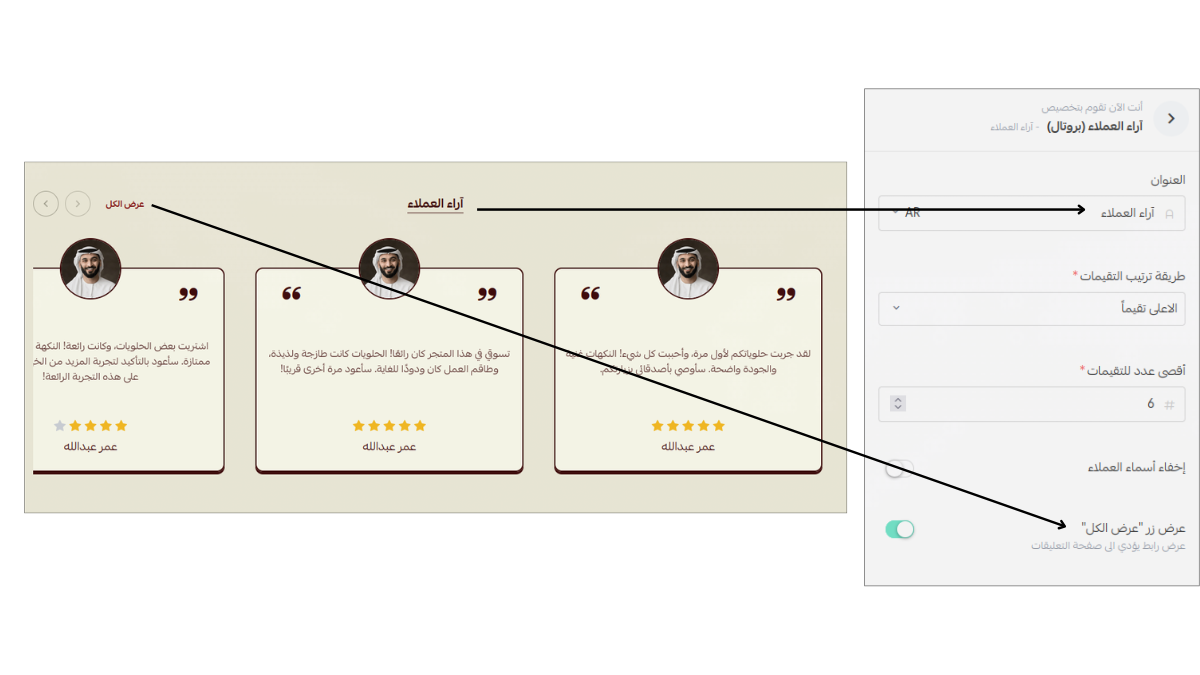 أنت الآن تقوم بتخصيص
آراء العملاء (بروتال) - آراء العملاء
العنوان
آراء العملاء
AR
طريقة ترتيب التقيمات *
الاعلى تقيماً
أقصى عدد للتقيمات *
6
إخفاء أسماء العملاء
عرض زر "عرض الكل"
عرض رابط يؤدي الى صفحة التعليقات
آراء العملاء
عرض الكل
لقد جربت حلوياتكم لأول مرة، وأحببت كل شيء! النكهات غنية
والجودة واضحة. سأوصي بأصدقائي بزيارتكم.
عمر عبدالله
تسوقي في هذا المتجر كان رائعًا! الحلويات كانت طازجة ولذيذة،
وطاقم العمل كان ودودًا للغاية. سأعود مرة أخرى قريبًا!
عمر عبدالله
اشتريت بعض الحلويات، وكانت رائعة! النكهة
ممتازة. سأعود بالتأكيد لتجربة المزيد من الخ
على هذه التجربة الرائعة!
عمر عبدالله